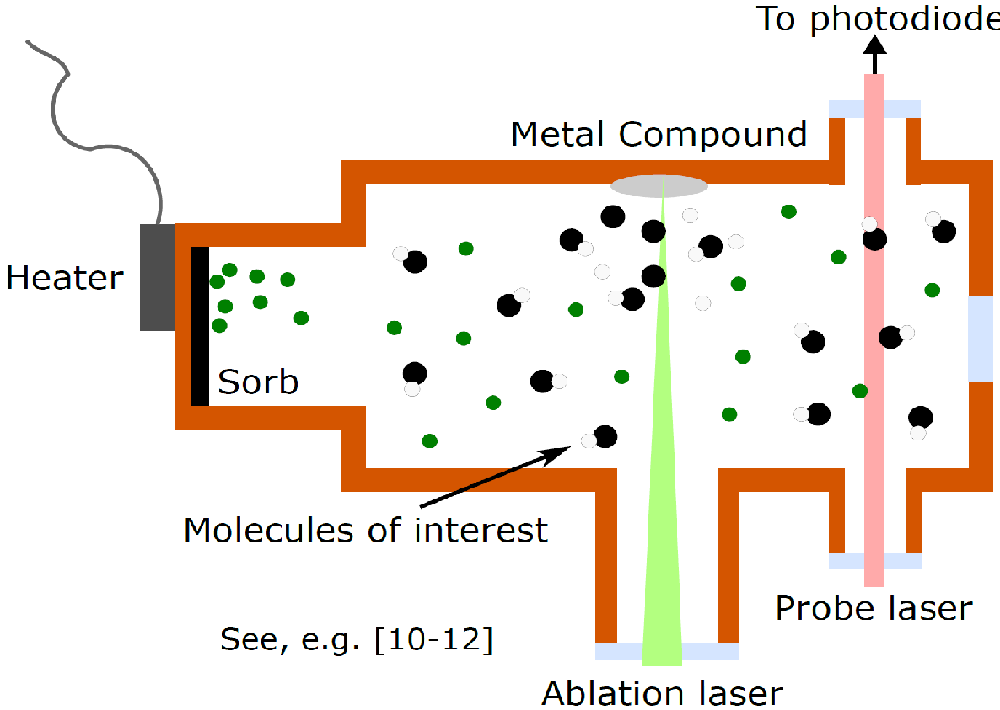 To photodiode
Metal Compound
Heater
Sorb
Molecules of interest
Probe laser
See, e.g. [10-12]
Ablation laser